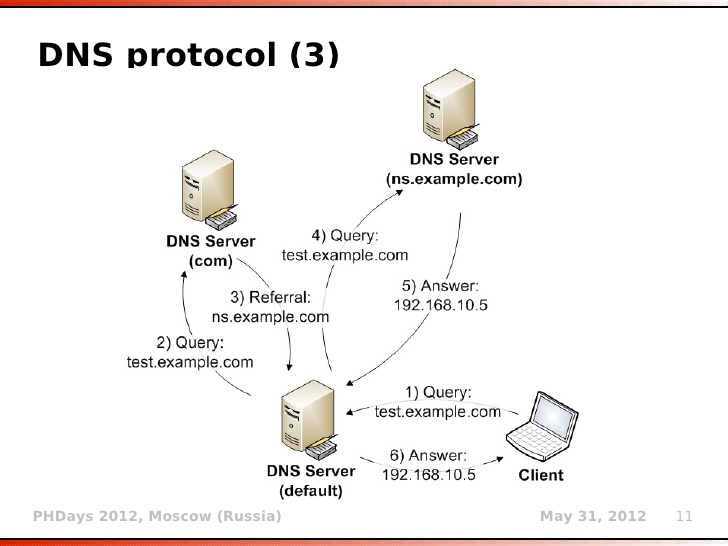 DNS protocol (3)
DNS Server
(ns.example.com)
DNS Server
(com)
4) Query:
test.example.com
5) Answer:
192.168.10.5
3) Referral:
ns.example.com
2) Query:
test.example.com
1) Query:
test.example.com
6) Answer:
192.168.10.5
DNS Server
(default)
Client
PHDays 2012, Moscow (Russia)
May 31, 2012
11